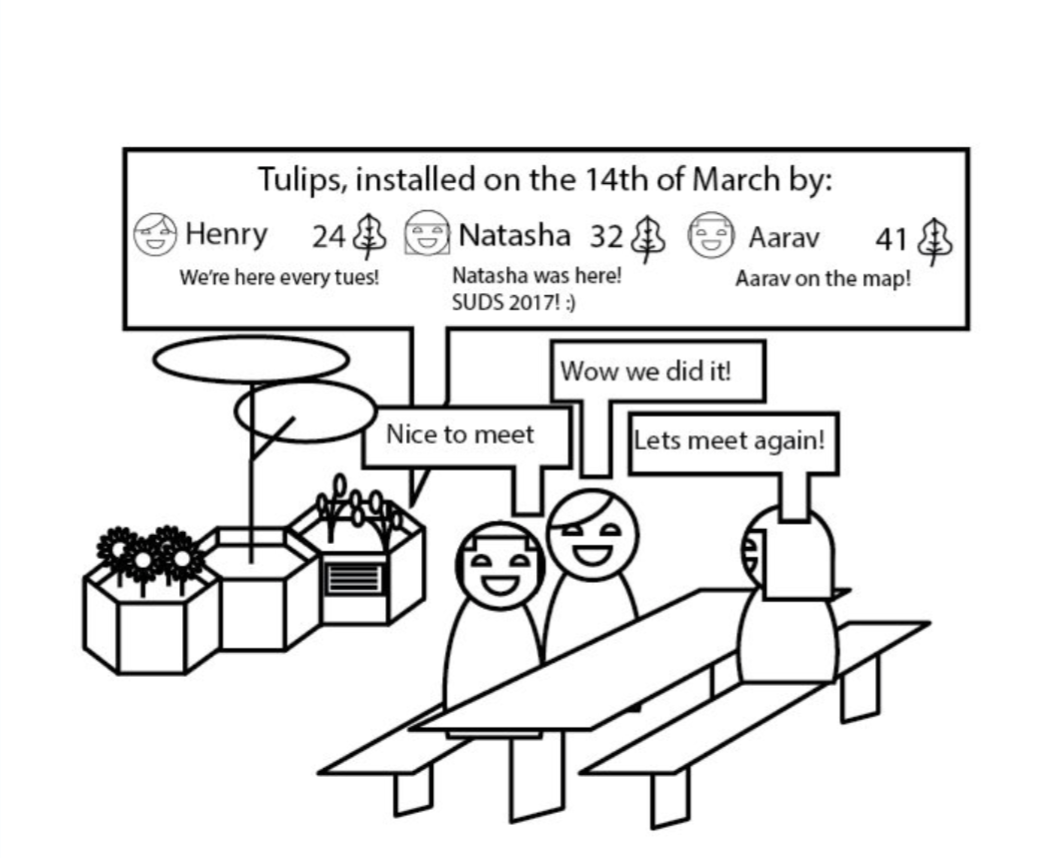 Tulips, installed on the 14th of March by:
Henry 24 Natasha 32 Aarav 41
We're here every tues!
Natasha was here!
SUDS 2017! :)
Aarav on the map!
Wow we did it!
Nice to meet
Lets meet again!